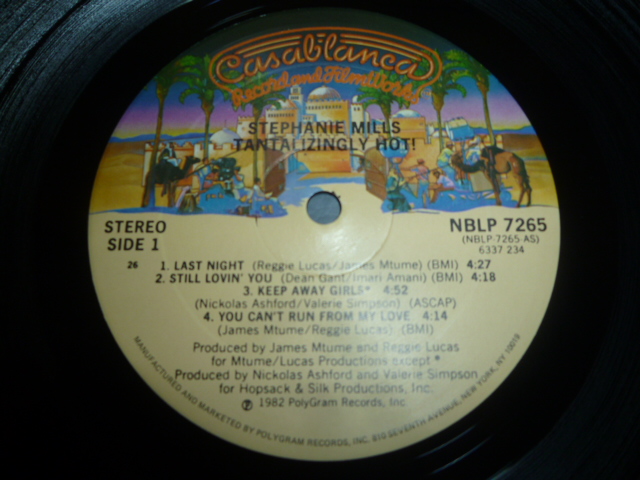 Casablanca
Record and FilmWorks
STEPHANIE MILLS
TANTALIZINGLY HOT!
STEREO
SIDE 1
NBLP 7265
(NBLP-7265-AS)
6337 234
26
1. LAST NIGHT (Reggie Lucas/James Mtume) (BMI) 4:27
2. STILL LOVIN' YOU (Dean Gant/Imari Amani) (BMI) 4:18
3. KEEP AWAY GIRLS* 4:52
(Nickolas Ashford/Valerie Simpson) (ASCAP)
4. YOU CAN'T RUN FROM MY LOVE 4:14
(James Mtume/Reggie Lucas) (BMI)
Produced by James Mtume and Reggie Lucas
for Mtume/Lucas Productions Except *
Produced by Nickolas Ashford and Valerie Simpson
for Hopsack & Silk Productions, Inc.
℗ 1982 PolyGram Records, Inc.
MANUFACTURED AND MARKETED BY POLYGRAM RECORDS, INC. 810 SEVENTH AVENUE, NEW YORK, NY 10019